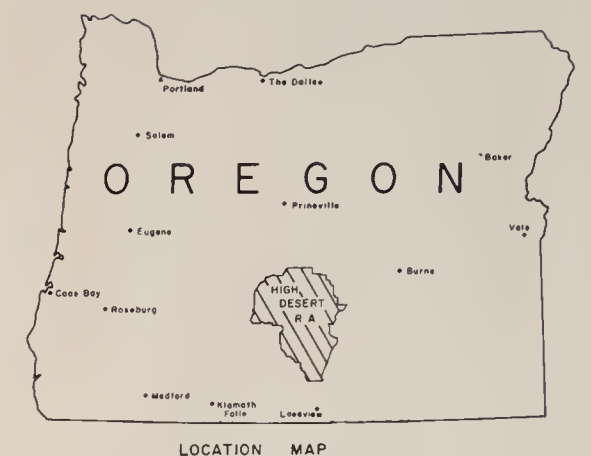 Portland
The Dalles
Salem
Baker
OREGON
Prineville
Vale
Eugene
Burns
HIGH
DESERT
R A
Coos Bay
Roseburg
Medford
Klamath
Falls
Lakeview
LOCATION MAP